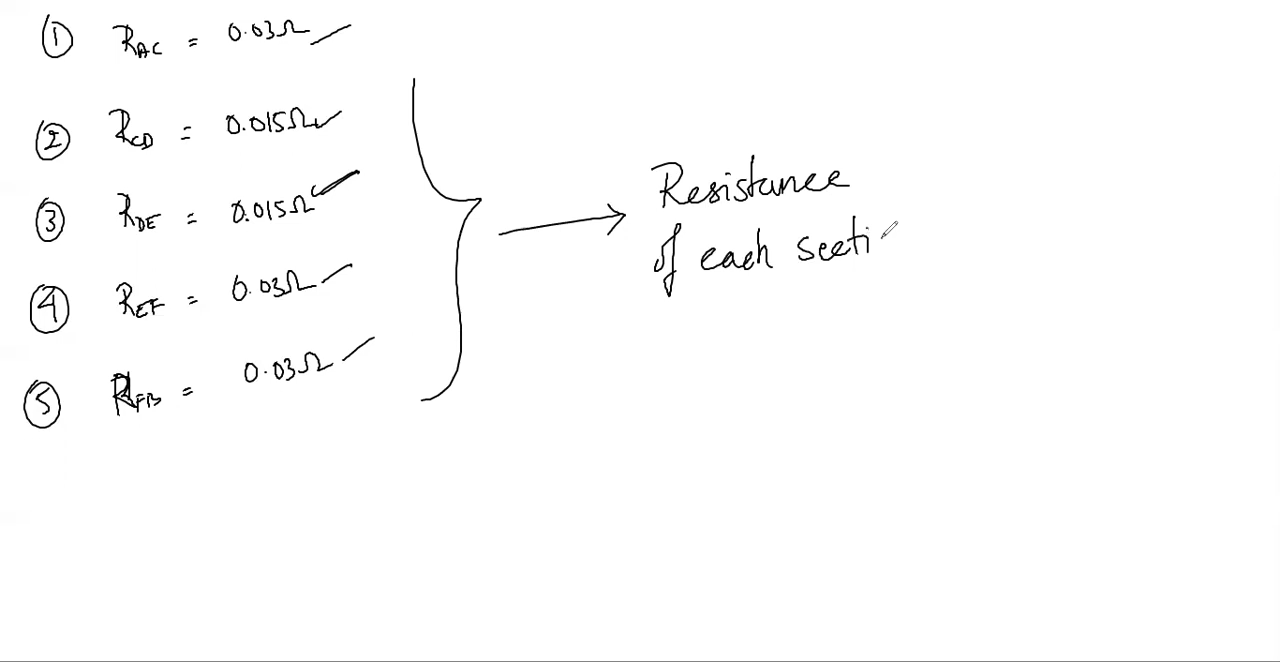 ① R_AC = 0.03Ω
② R_CD = 0.015Ω
③ R_DE = 0.015Ω
④ R_EF = 0.03Ω
⑤ R_FB = 0.03Ω
Resistance
of each secti